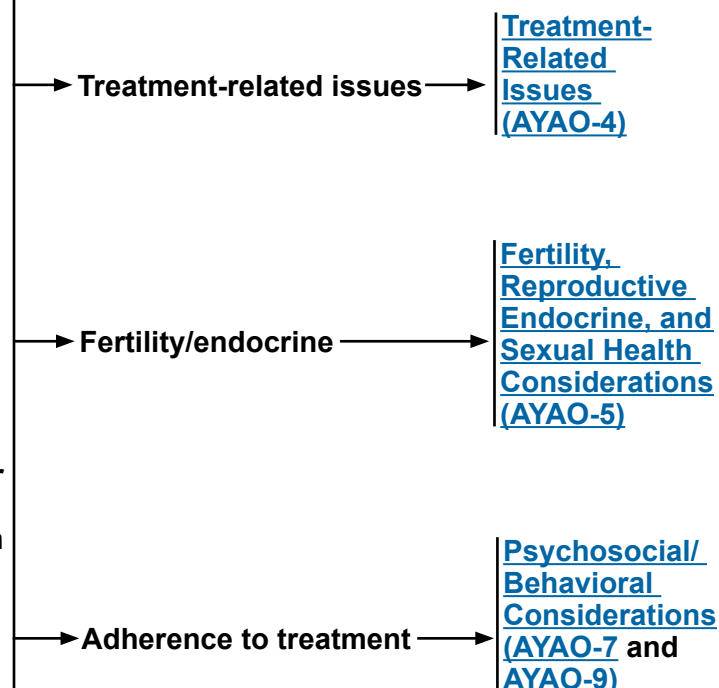 Treatment-related issues
Treatment-
Related
Issues
(AYAO-4)
Fertility/endocrine
Fertility,
Reproductive
Endocrine, and
Sexual Health
Considerations
(AYAO-5)
Adherence to treatment
Psychosocial/
Behavioral
Considerations
(AYAO-7 and
AYAO-9)